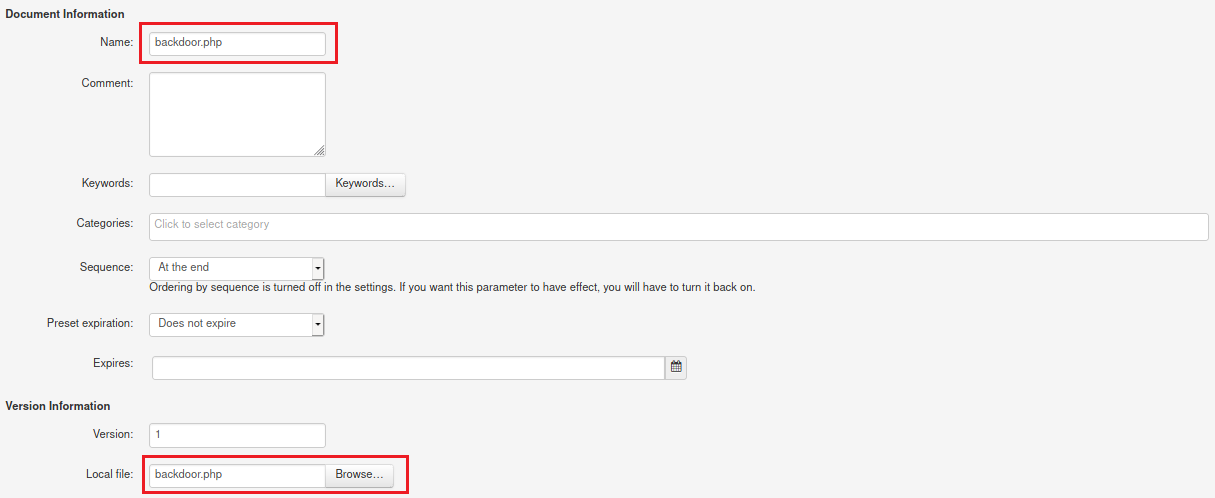 Document Information
Name: backdoor.php
Comment:
Keywords: Keywords…
Categories: Click to select category
Sequence: At the end
Ordering by sequence is turned off in the settings. If you want this parameter to have effect, you will have to turn it back on.
Preset expiration: Does not expire
Expires:
Version Information
Version: 1
Local file: backdoor.php Browse…